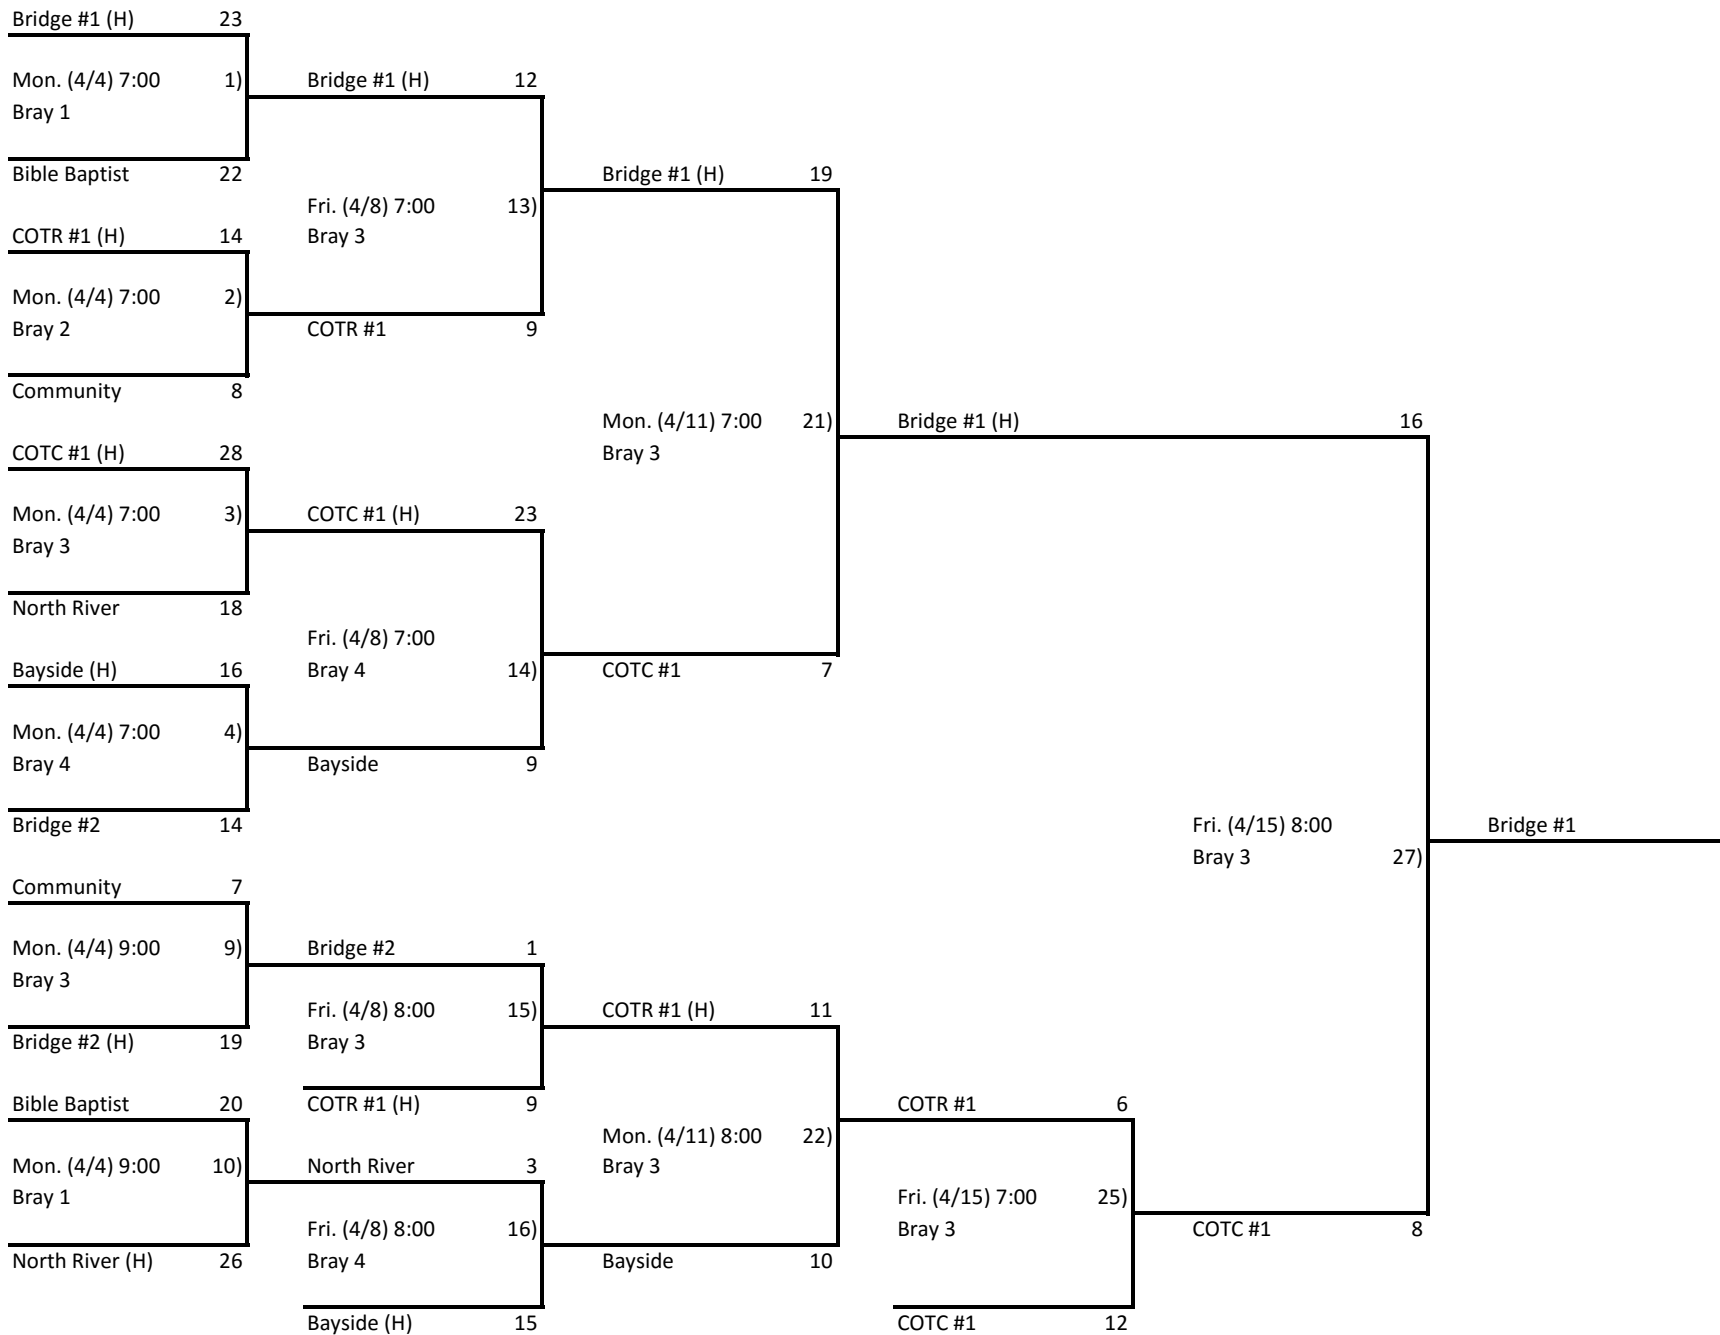 Bridge #1 (H) 23
Mon. (4/4) 7:00 1) Bridge #1 (H) 12
Bray 1
Bible Baptist 22 Bridge #1 (H) 19
Fri. (4/8) 7:00 13)
COTR #1 (H) 14 Bray 3
Mon. (4/4) 7:00 2)
Bray 2 COTR #1 9
Community 8
Mon. (4/11) 7:00 21) Bridge #1 (H) 16
COTC #1 (H) 28 Bray 3
Mon. (4/4) 7:00 3) COTC #1 (H) 23
Bray 3
North River 18
Fri. (4/8) 7:00
Bayside (H) 16 Bray 4 14) COTC #1 7
Mon. (4/4) 7:00 4)
Bray 4 Bayside 9
Bridge #2 14 Fri. (4/15) 8:00 Bridge #1
Bray 3 27)
Community 7
Mon. (4/4) 9:00 9) Bridge #2 1
Bray 3
Fri. (4/8) 8:00 15) COTR #1 (H) 11
Bridge #2 (H) 19 Bray 3
Bible Baptist 20 COTR #1 (H) 9 COTR #1 6
Mon. (4/11) 8:00 22)
Mon. (4/4) 9:00 10) North River 3 Bray 3
Bray 1 Fri. (4/15) 7:00 25)
Fri. (4/8) 8:00 16) Bray 3 COTC #1 8
North River (H) 26 Bray 4 Bayside 10
Bayside (H) 15 COTC #1 12